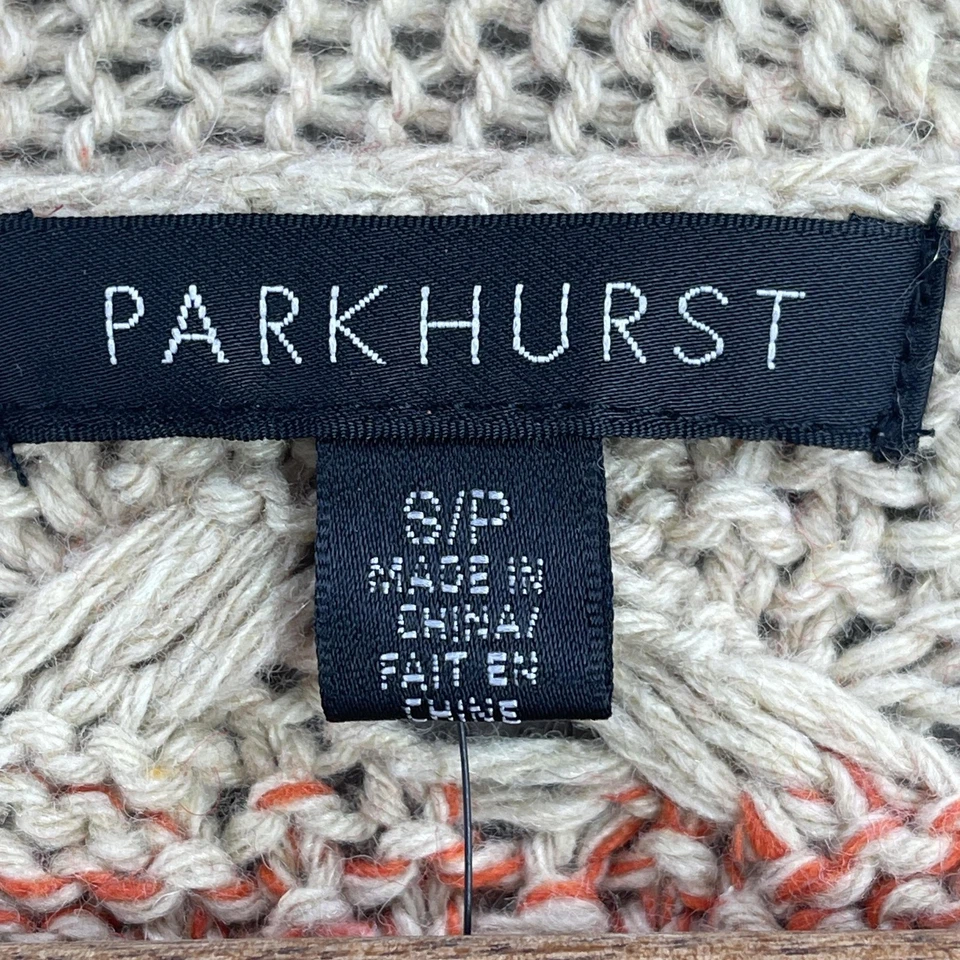 PARKHURST
S/P
MADE IN
CHINA/
FAIT EN
CHINE